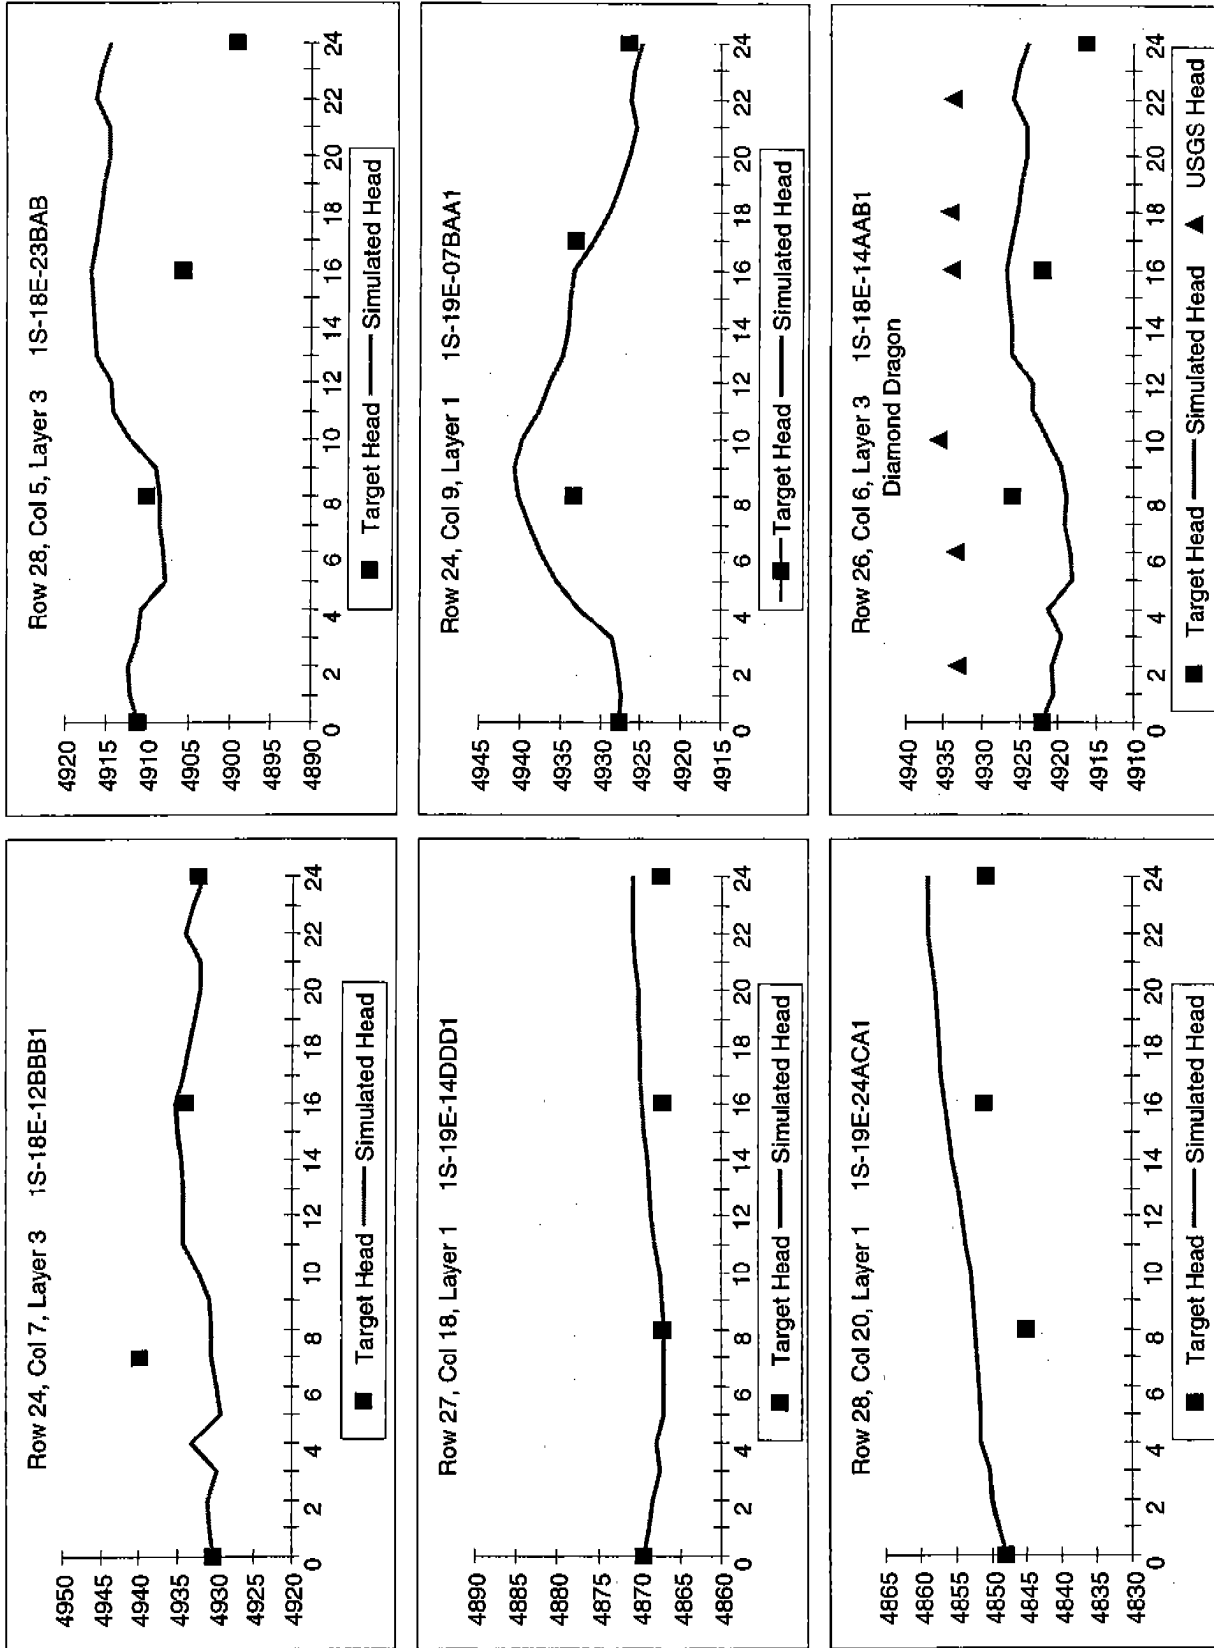 Row 24, Col 7, Layer 3 1S-18E-12BBB1
4950
4945
4940
4935
4930
4925
4920
0 2 4 6 8 10 12 14 16 18 20 22 24
Target Head Simulated Head
Row 28, Col 5, Layer 3 1S-18E-23BAB
4920
4915
4910
4905
4900
4895
4890
0 2 4 6 8 10 12 14 16 18 20 22 24
Target Head Simulated Head
Row 27, Col 18, Layer 1 1S-19E-14DDD1
4890
4885
4880
4875
4870
4865
4860
0 2 4 6 8 10 12 14 16 18 20 22 24
Target Head Simulated Head
Row 24, Col 9, Layer 1 1S-19E-07BAA1
4945
4940
4935
4930
4925
4920
4915
0 2 4 6 8 10 12 14 16 18 20 22 24
Target Head Simulated Head
Row 28, Col 20, Layer 1 1S-19E-24ACA1
4865
4860
4855
4850
4845
4840
4835
4830
0 2 4 6 8 10 12 14 16 18 20 22 24
Target Head Simulated Head
Row 26, Col 6, Layer 3 1S-18E-14AAB1
Diamond Dragon
4940
4935
4930
4925
4920
4915
4910
0 2 4 6 8 10 12 14 16 18 20 22 24
Target Head Simulated Head USGS Head